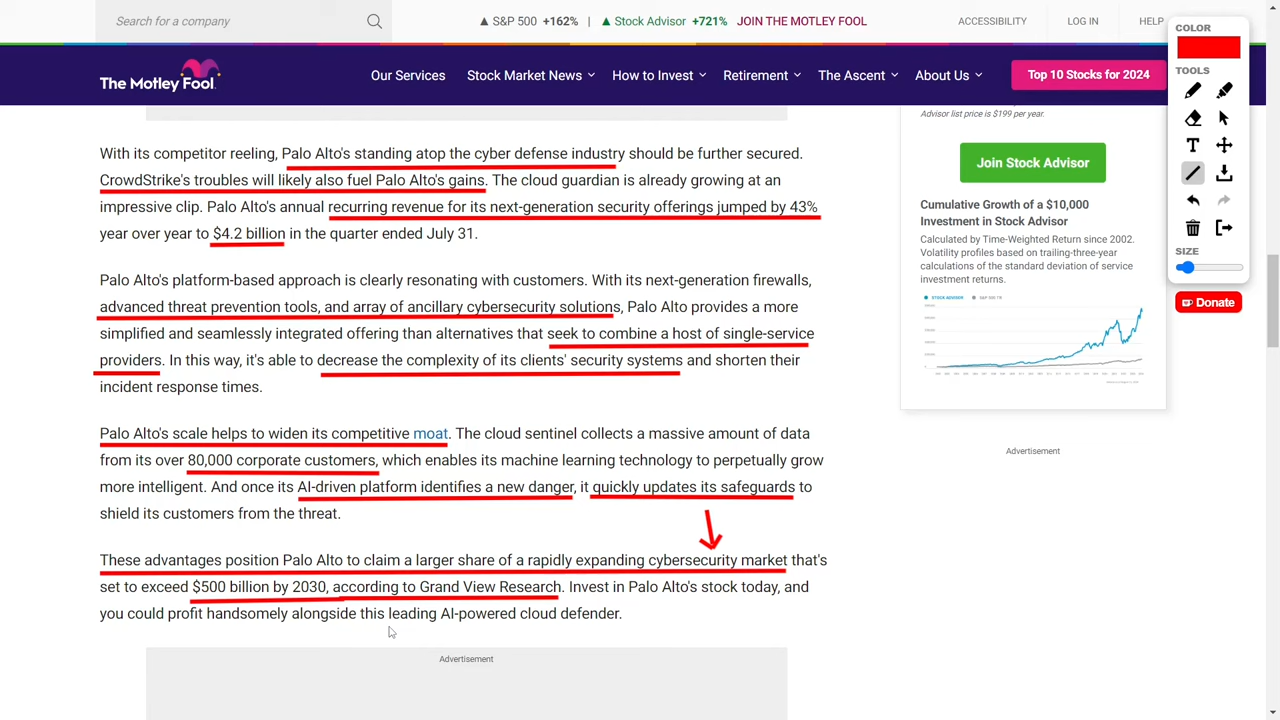 Search for a company
▲ S&P 500 +162% | ▲ Stock Advisor +721% JOIN THE MOTLEY FOOL
ACCESSIBILITY LOG IN HELP
The Motley Fool
Our Services Stock Market News How to Invest Retirement The Ascent About Us
Top 10 Stocks for 2024
With its competitor reeling, Palo Alto's standing atop the cyber defense industry should be further secured.
CrowdStrike's troubles will likely also fuel Palo Alto's gains. The cloud guardian is already growing at an
impressive clip. Palo Alto's annual recurring revenue for its next-generation security offerings jumped by 43%
year over year to $4.2 billion in the quarter ended July 31.
Palo Alto's platform-based approach is clearly resonating with customers. With its next-generation firewalls,
advanced threat prevention tools, and array of ancillary cybersecurity solutions, Palo Alto provides a more
simplified and seamlessly integrated offering than alternatives that seek to combine a host of single-service
providers. In this way, it's able to decrease the complexity of its clients' security systems and shorten their
incident response times.
Palo Alto's scale helps to widen its competitive moat. The cloud sentinel collects a massive amount of data
from its over 80,000 corporate customers, which enables its machine learning technology to perpetually grow
more intelligent. And once its AI-driven platform identifies a new danger, it quickly updates its safeguards to
shield its customers from the threat.
These advantages position Palo Alto to claim a larger share of a rapidly expanding cybersecurity market that's
set to exceed $500 billion by 2030, according to Grand View Research. Invest in Palo Alto's stock today, and
you could profit handsomely alongside this leading AI-powered cloud defender.
Advertisement
Advisor list price is $199 per year.
Join Stock Advisor
Cumulative Growth of a $10,000
Investment in Stock Advisor
Calculated by Time-Weighted Return since 2002.
Volatility profiles based on trailing-three-year
calculations of the standard deviation of service
investment returns.
STOCK ADVISOR
Advertisement
COLOR
TOOLS
T
SIZE
Donate